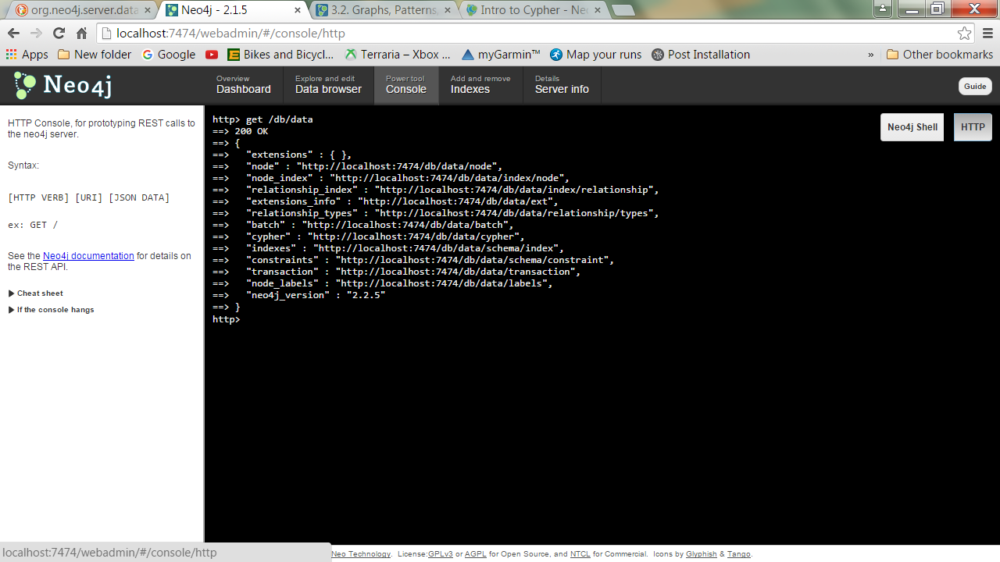 org.neo4j.server.data
Neo4j - 2.1.5
3.2. Graphs, Patterns,
Intro to Cypher - Neo
localhost:7474/webadmin/#/console/http
Apps New folder Google Bikes and Bicycl... Terraria – Xbox ... myGarmin™ Map your runs Post Installation » Other bookmarks
Neo4j
Overview
Dashboard
Explore and edit
Data browser
Power tool
Console
Add and remove
Indexes
Details
Server info
Guide
HTTP Console, for prototyping REST calls to
the neo4j server.
Syntax:
[HTTP VERB] [URI] [JSON DATA]
ex: GET /
See the Neo4j documentation for details on
the REST API.
Cheat sheet
If the console hangs
http> get /db/data
==> 200 OK
==> {
==>   "extensions" : { },
==>   "node" : "http://localhost:7474/db/data/node",
==>   "node_index" : "http://localhost:7474/db/data/index/node",
==>   "relationship_index" : "http://localhost:7474/db/data/index/relationship",
==>   "extensions_info" : "http://localhost:7474/db/data/ext",
==>   "relationship_types" : "http://localhost:7474/db/data/relationship/types",
==>   "batch" : "http://localhost:7474/db/data/batch",
==>   "cypher" : "http://localhost:7474/db/data/cypher",
==>   "indexes" : "http://localhost:7474/db/data/schema/index",
==>   "constraints" : "http://localhost:7474/db/data/schema/constraint",
==>   "transaction" : "http://localhost:7474/db/data/transaction",
==>   "node_labels" : "http://localhost:7474/db/data/labels",
==>   "neo4j_version" : "2.2.5"
==> }
http>
Neo4j Shell
HTTP
localhost:7474/webadmin/#/console/http
Neo Technology. License:GPLv3 or AGPL for Open Source, and NTCL for Commercial. Icons by Glyphish & Tango.